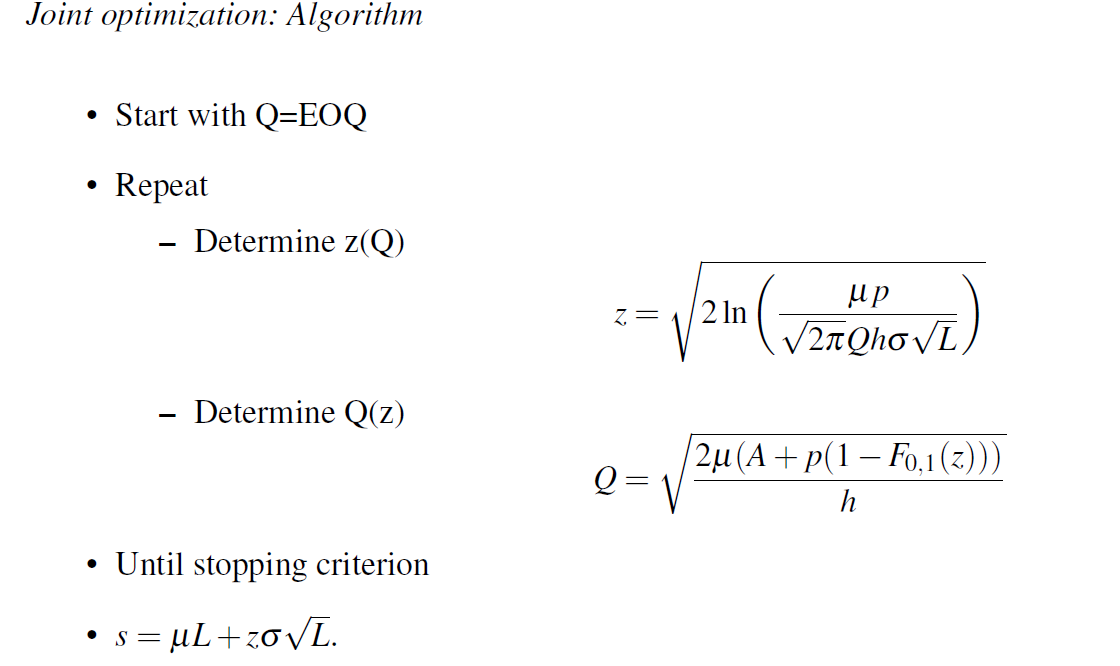 Joint optimization: Algorithm
• Start with Q=EOQ
• Repeat
– Determine z(Q)
z = √(2 ln(μp / (√(2π)Qhσ√L)))
– Determine Q(z)
Q = √(2μ(A + p(1 − F₀,₁(z))) / h)
• Until stopping criterion
• s = μL + zσ√L.